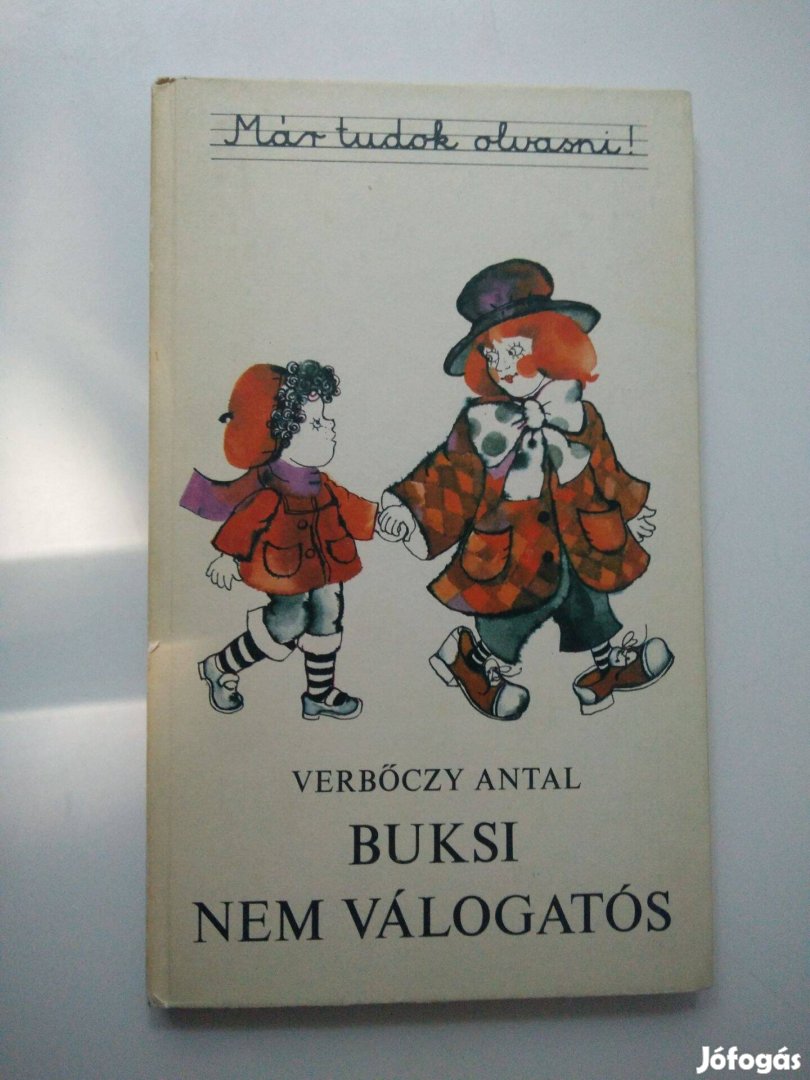 Már tudok olvasni!
VERBŐCZY ANTAL
BUKSI
NEM VÁLOGATÓS
Jófogás